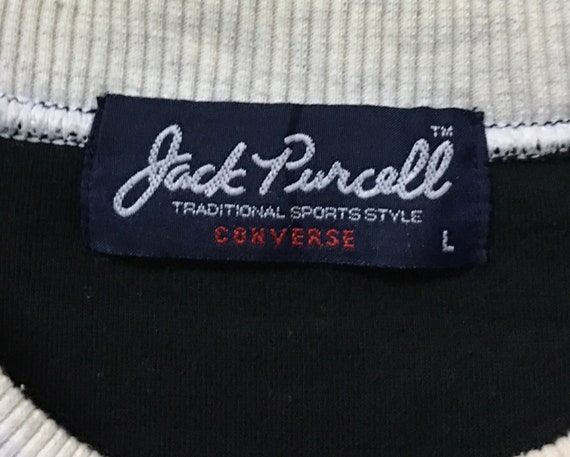 Jack Purcell™
TRADITIONAL SPORTS STYLE
CONVERSE L